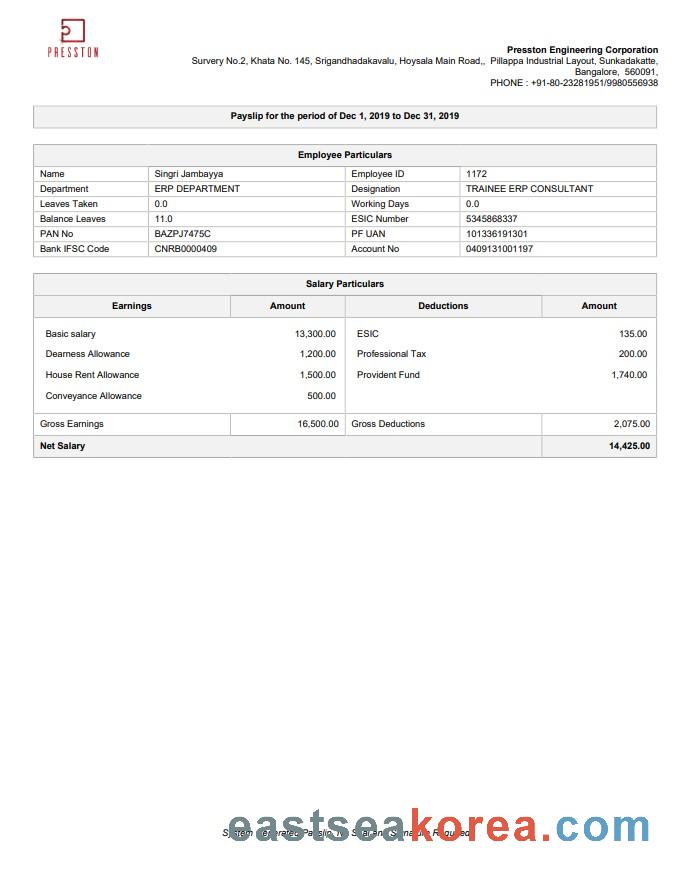 PRESSTON
Presston Engineering Corporation
Survery No.2, Khata No. 145, Srigandhadakavalu, Hoysala Main Road,, Pillappa Industrial Layout, Sunkadakatte,
Bangalore, 560091,
PHONE : +91-80-23281951/9980556938
Payslip for the period of Dec 1, 2019 to Dec 31, 2019
Employee Particulars
Name Singri Jambayya Employee ID 1172
Department ERP DEPARTMENT Designation TRAINEE ERP CONSULTANT
Leaves Taken 0.0 Working Days 0.0
Balance Leaves 11.0 ESIC Number 5345868337
PAN No BAZPJ7475C PF UAN 101336191301
Bank IFSC Code CNRB0000409 Account No 0409131001197
Salary Particulars
Earnings Amount Deductions Amount
Basic salary 13,300.00 ESIC 135.00
Dearness Allowance 1,200.00 Professional Tax 200.00
House Rent Allowance 1,500.00 Provident Fund 1,740.00
Conveyance Allowance 500.00
Gross Earnings 16,500.00 Gross Deductions 2,075.00
Net Salary 14,425.00
System Generated Payslip, No Seal and Signature Required
eastseakorea.com